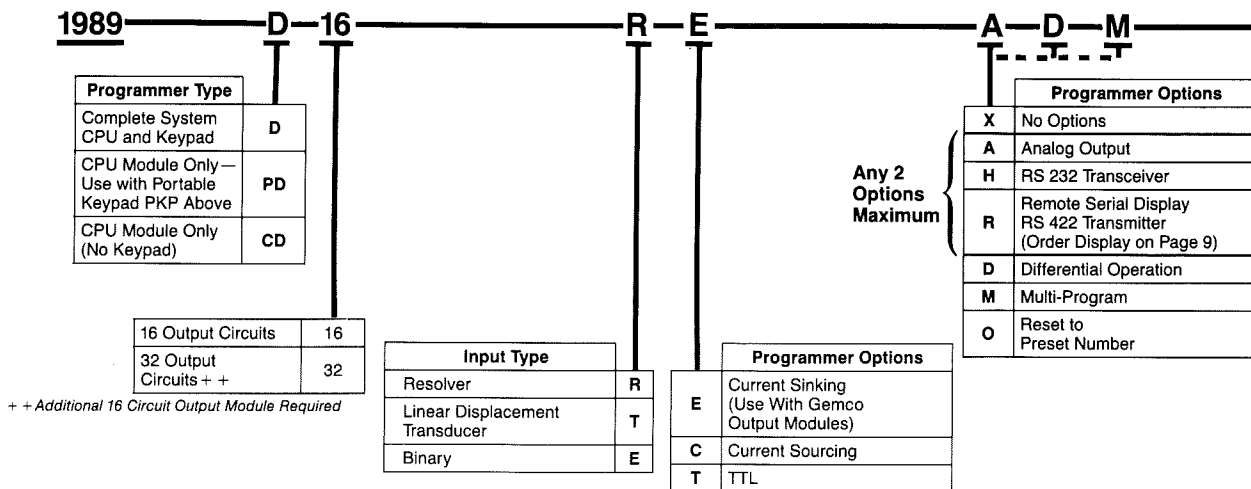 1989 D 16 R E A D M
Programmer Type
Complete System
CPU and Keypad D
CPU Module Only—
Use with Portable
Keypad PKP Above PD
CPU Module Only
(No Keypad) CD
16 Output Circuits 16
32 Output
Circuits + + 32
+ + Additional 16 Circuit Output Module Required
Input Type
Resolver R
Linear Displacement
Transducer T
Binary E
Programmer Options
E Current Sinking
(Use With Gemco
Output Modules)
C Current Sourcing
T TTL
Any 2
Options
Maximum
Programmer Options
X No Options
A Analog Output
H RS 232 Transceiver
R Remote Serial Display
RS 422 Transmitter
(Order Display on Page 9)
D Differential Operation
M Multi-Program
O Reset to
Preset Number